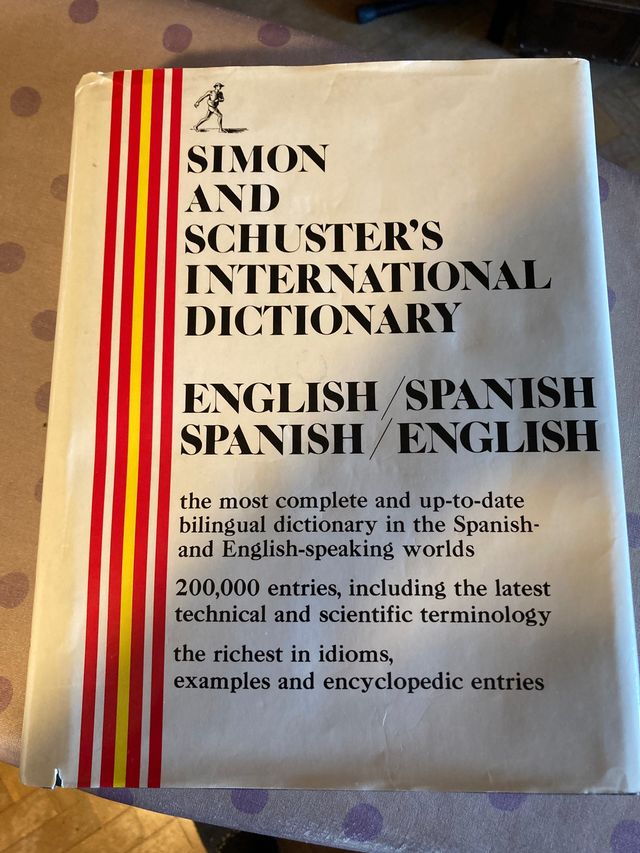 SIMON
AND
SCHUSTER'S
INTERNATIONAL
DICTIONARY
ENGLISH/SPANISH
SPANISH/ENGLISH
the most complete and up-to-date
bilingual dictionary in the Spanish-
and English-speaking worlds
200,000 entries, including the latest
technical and scientific terminology
the richest in idioms,
examples and encyclopedic entries